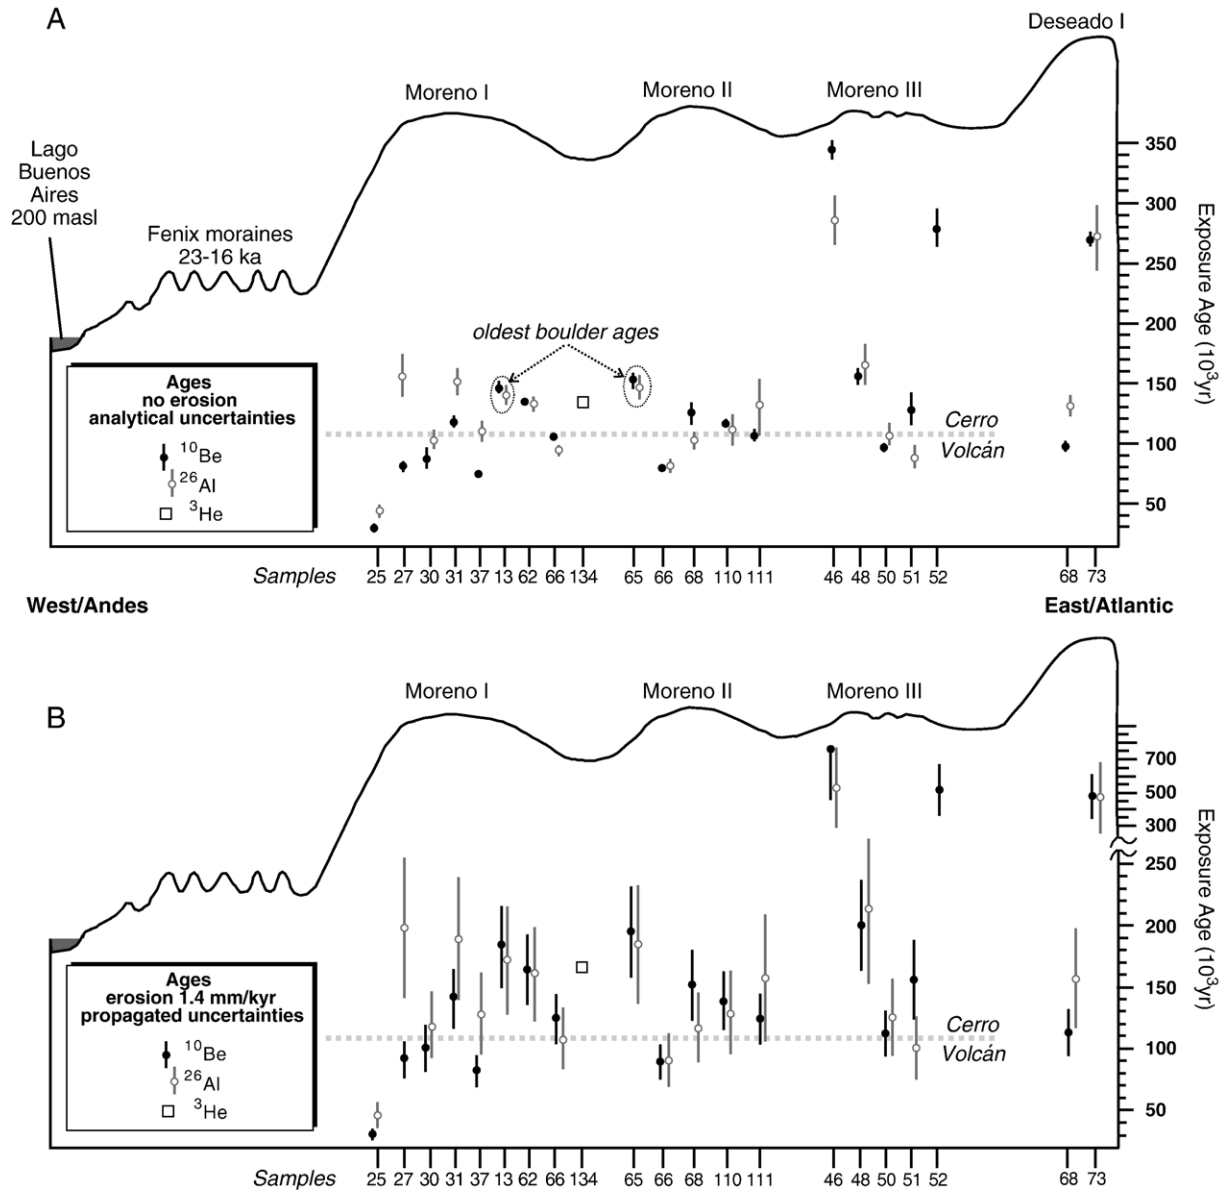 A
Deseado I
Moreno I
Moreno II
Moreno III
Lago
Buenos
Aires
200 masl
Fenix moraines
23-16 ka
oldest boulder ages
Ages
no erosion
analytical uncertainties
10Be
26Al
3He
Cerro
Volcán
350
300
250
200
150
100
50
Exposure Age (10³yr)
Samples
25 27 30 31 37 13 62 66 134 65 66 68 110 111 46 48 50 51 52 68 73
West/Andes
East/Atlantic
B
Moreno I
Moreno II
Moreno III
Ages
erosion 1.4 mm/kyr
propagated uncertainties
10Be
26Al
3He
Cerro
Volcán
700
500
300
250
200
150
100
50
Exposure Age (10³yr)
Samples
25 27 30 31 37 13 62 66 134 65 66 68 110 111 46 48 50 51 52 68 73